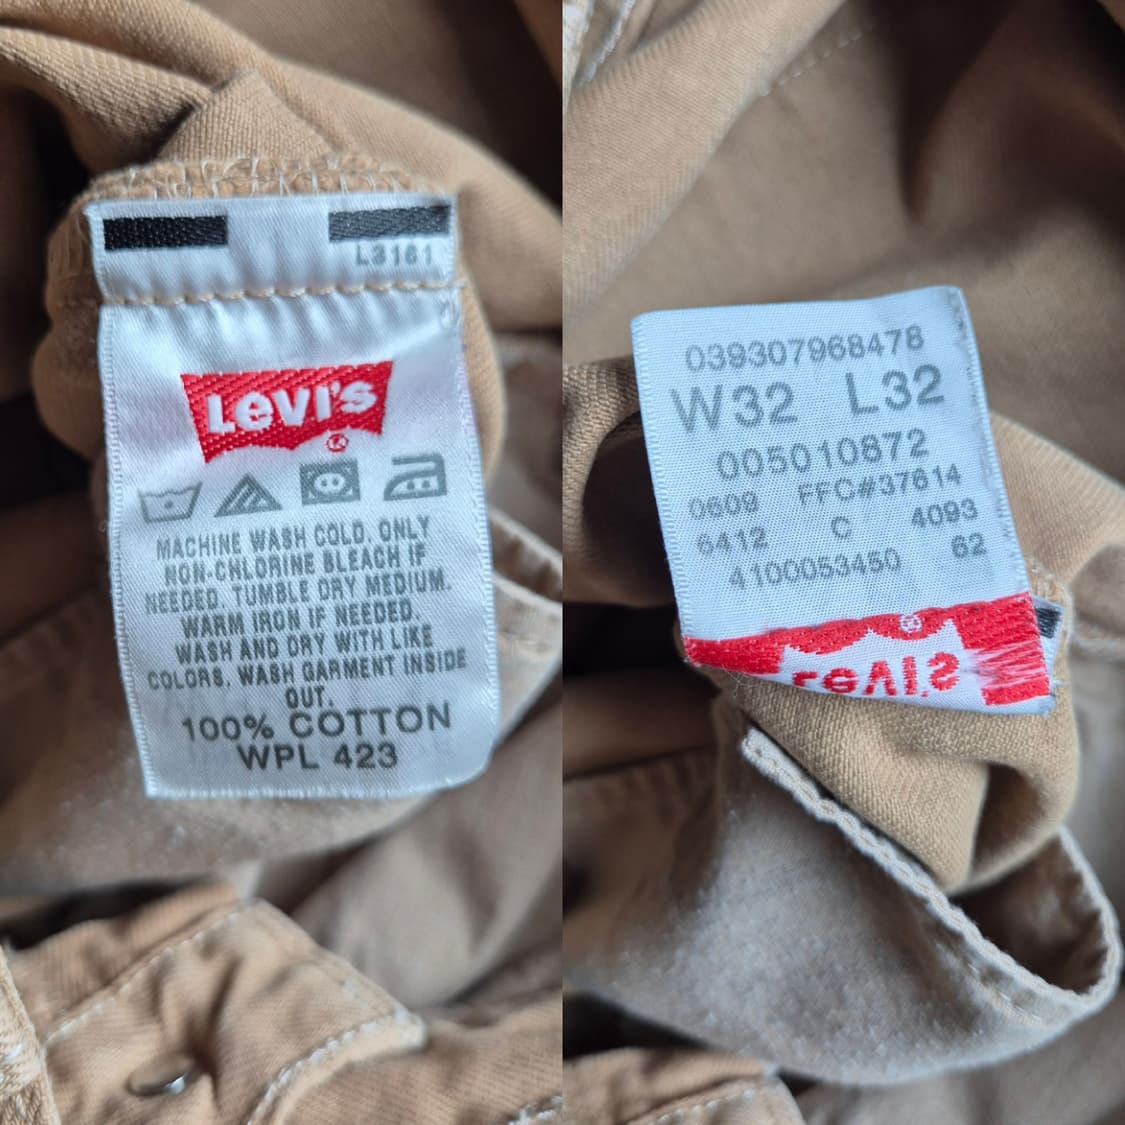 L3161
Levi's
®
MACHINE WASH COLD. ONLY
NON-CHLORINE BLEACH IF
NEEDED. TUMBLE DRY MEDIUM.
WARM IRON IF NEEDED.
WASH AND DRY WITH LIKE
COLORS. WASH GARMENT INSIDE
OUT.
100% COTTON
WPL 423
039307968478
W32 L32
005010872
0609 FFC#37614
6412 C 4093
4100053450 62
®
Levi's